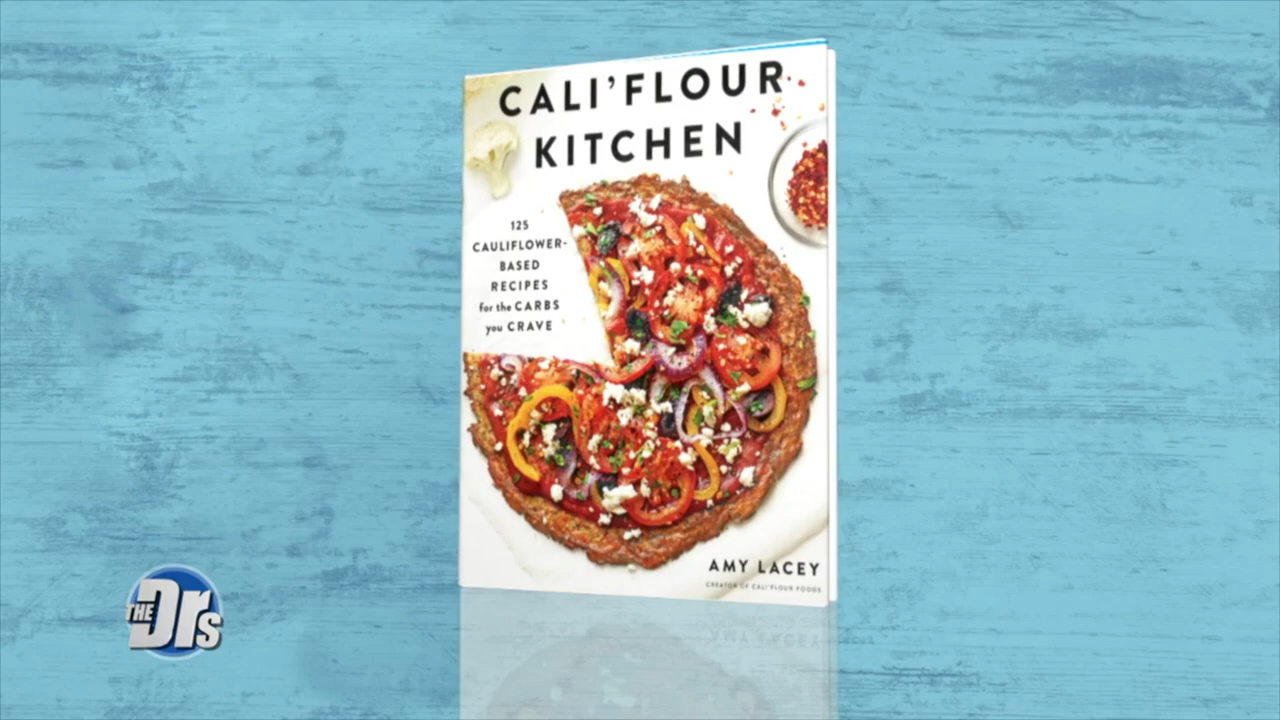 CALI'FLOUR
KITCHEN
125
CAULIFLOWER-
BASED
RECIPES
for the CARBS
you CRAVE
AMY LACEY
CREATOR OF CALI'FLOUR FOODS
THE Drs